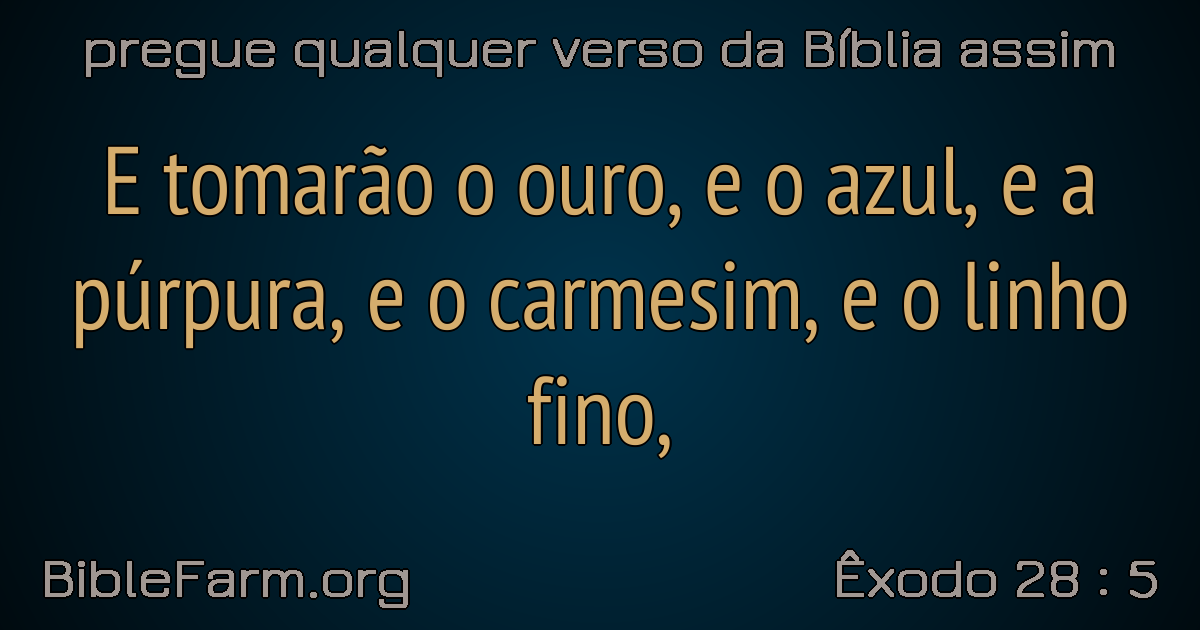 pregue qualquer verso da Bíblia assim
E tomarão o ouro, e o azul, e a
púrpura, e o carmesim, e o linho
fino,
BibleFarm.org
Êxodo 28 : 5